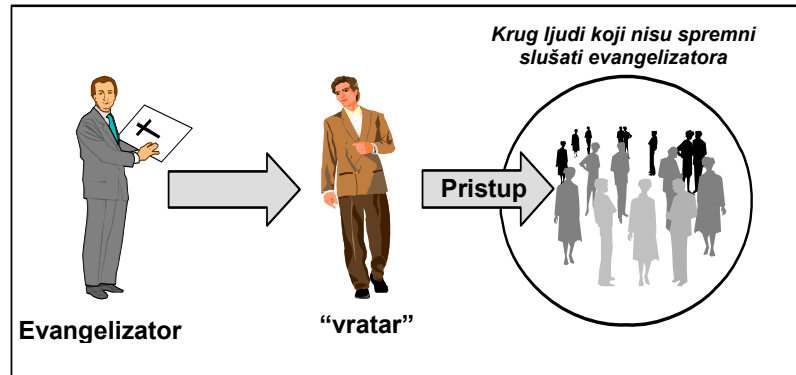 Krug ljudi koji nisu spremni
slušati evangelizatora
Pristup
Evangelizator
“vratar”